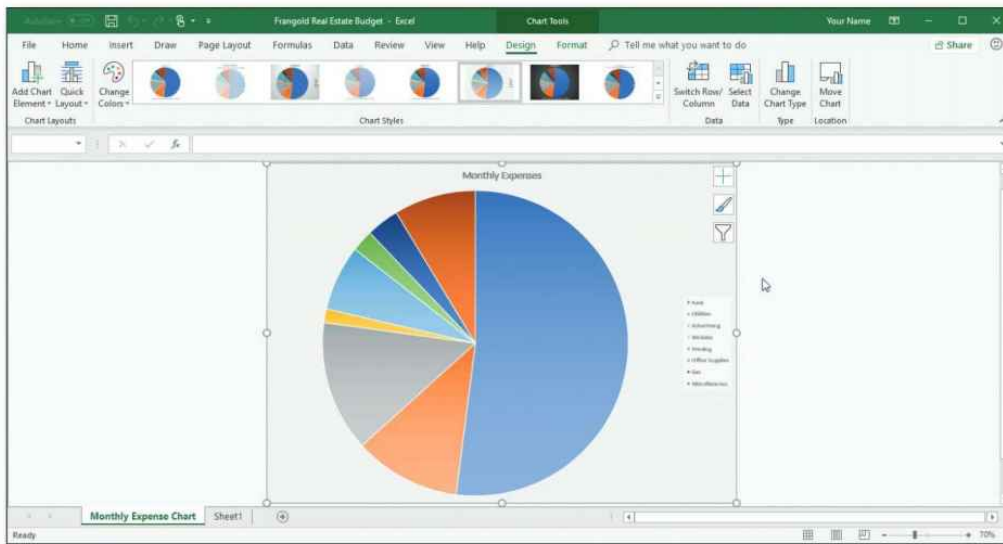 AutoSave Frangold Real Estate Budget - Excel Chart Tools Your Name
File Home Insert Draw Page Layout Formulas Data Review View Help Design Format Tell me what you want to do Share
Add Chart Element Quick Layout Change Colors Switch Row/ Column Select Data Change Chart Type Move Chart
Chart Layouts Chart Styles Data Type Location
fx
Monthly Expenses
Rent
Utilities
Advertising
Website
Printing
Office Supplies
Gas
Miscellaneous
Monthly Expense Chart Sheet1
Ready 70%